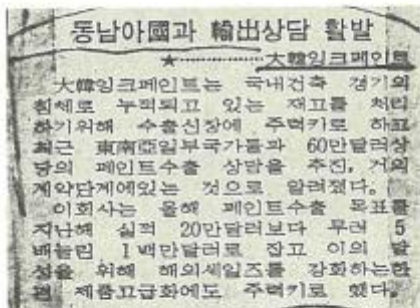 동남아國과 輸出상담 활발
★⋯⋯⋯大韓잉크페인트
大韓잉크페인트는 국내건축 경기의
침체로 누적되고 있는 재고를 처리
하기위해 수출신장에 주력키로 하고
최근 東南亞일부국가들과 60만달러상
당의 페인트수출 상담을 추진, 거의
계약단계에있는 것으로 알려졌다.
이회사는 올해 페인트수출 목표를
지난해 실적 20만달러보다 무려 5
배늘린 1백만달러로 잡고 이의 달
성을 위해 해외세일즈를 강화하는한
편 제품고급화에도 주력키로 했다.